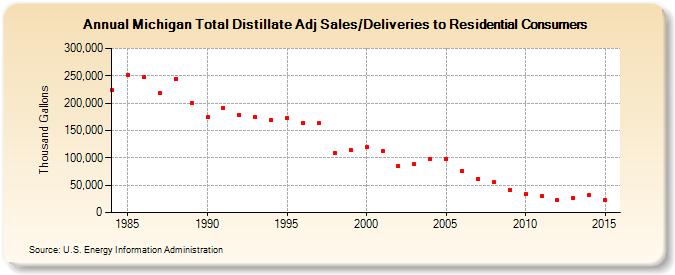 Annual Michigan Total Distillate Adj Sales/Deliveries to Residential Consumers
Thousand Gallons
300,000
250,000
200,000
150,000
100,000
50,000
0
1985 1990 1995 2000 2005 2010 2015
Source: U.S. Energy Information Administration